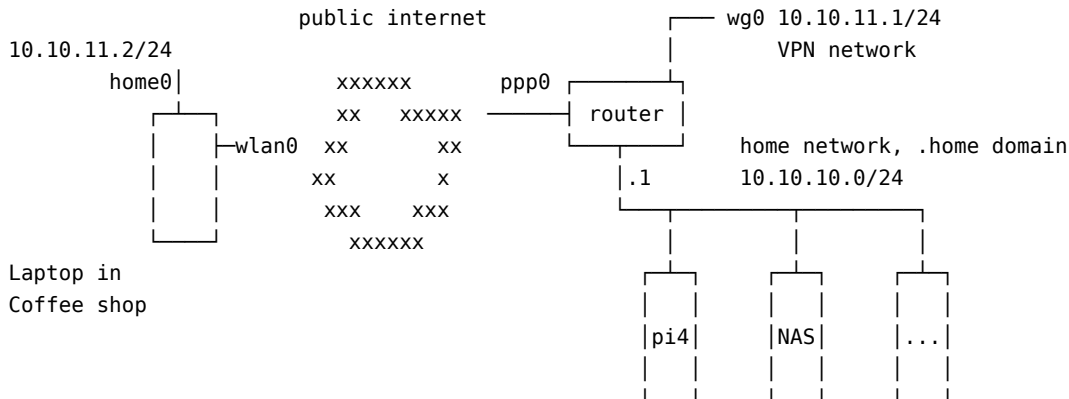 public internet wg0 10.10.11.1/24
10.10.11.2/24 VPN network
home0 xxxxxx ppp0
xx xxxxx router
wlan0 xx xx home network, .home domain
xx x .1 10.10.10.0/24
xxx xxx
xxxxxx
Laptop in
Coffee shop
pi4 NAS ...